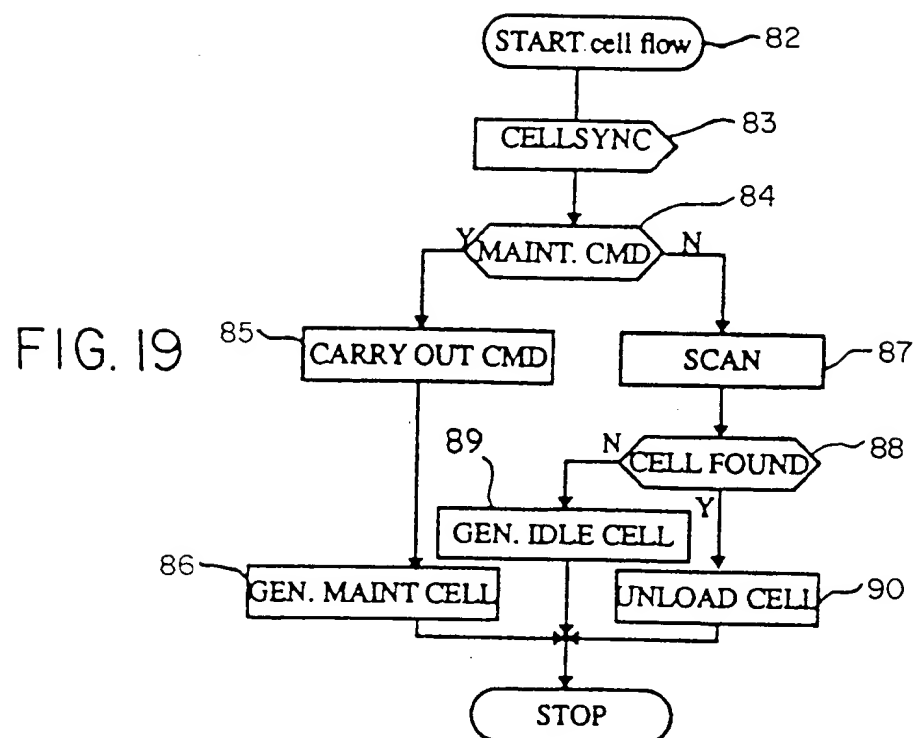 START cell flow
82
CELLSYNC
83
84
Y
MAINT. CMD
N
FIG. 19
85
CARRY OUT CMD
SCAN
87
89
N
CELL FOUND
88
Y
GEN. IDLE CELL
86
GEN. MAINT CELL
UNLOAD CELL
90
STOP